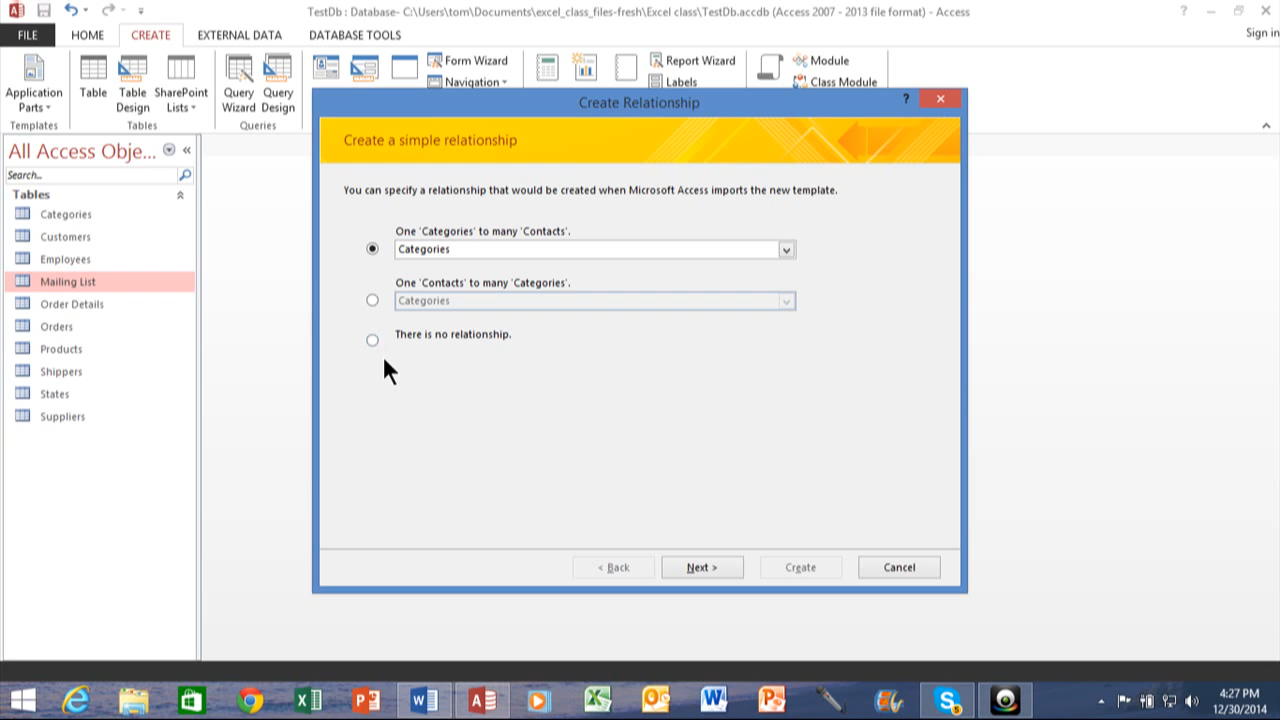 TestDb : Database- C:\Users\tom\Documents\excel_class_files-fresh\Excel class\TestDb.accdb (Access 2007 - 2013 file format) - Access
?
FILE HOME CREATE EXTERNAL DATA DATABASE TOOLS
Sign in
Application Parts
Table
Table Design
SharePoint Lists
Query Wizard
Query Design
Form Wizard
Navigation
Report Wizard
Labels
Module
Class Module
Templates
Tables
Queries
Create Relationship
?
Create a simple relationship
You can specify a relationship that would be created when Microsoft Access imports the new template.
One 'Categories' to many 'Contacts'.
Categories
One 'Contacts' to many 'Categories'.
Categories
There is no relationship.
< Back
Next >
Create
Cancel
All Access Obje...
Search...
Tables
Categories
Customers
Employees
Mailing List
Order Details
Orders
Products
Shippers
States
Suppliers
4:27 PM
12/30/2014